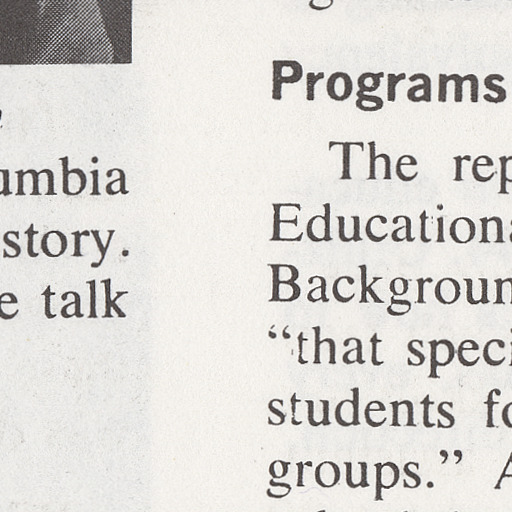 umbia
story.
e talk
Programs
The rep
Educationa
Backgroun
“that speci
students fo
groups.” A